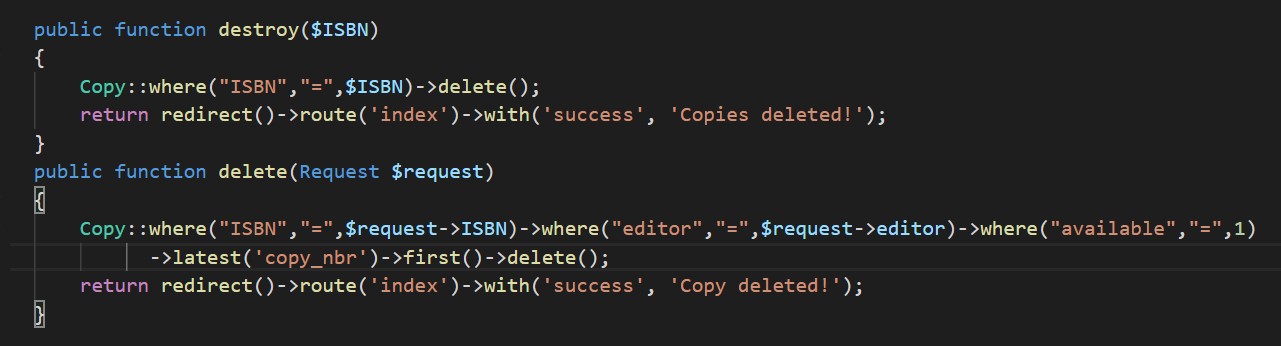 public function destroy($ISBN)
{
    Copy::where("ISBN","=",$ISBN)->delete();
    return redirect()->route('index')->with('success', 'Copies deleted!');
}
public function delete(Request $request)
{
    Copy::where("ISBN","=",$request->ISBN)->where("editor","=",$request->editor)->where("available","=",1)
          ->latest('copy_nbr')->first()->delete();
    return redirect()->route('index')->with('success', 'Copy deleted!');
}